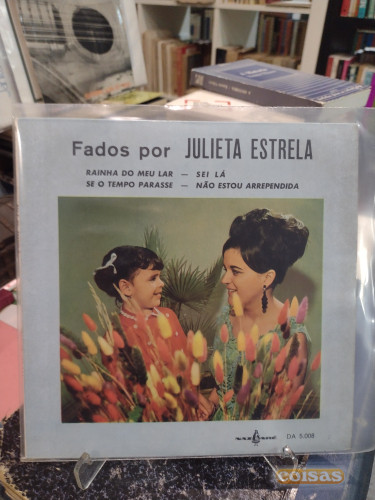 Fados por JULIETA ESTRELA
RAINHA DO MEU LAR — SEI LÁ
SE O TEMPO PARASSE — NÃO ESTOU ARREPENDIDA
DA 5.008
coisas